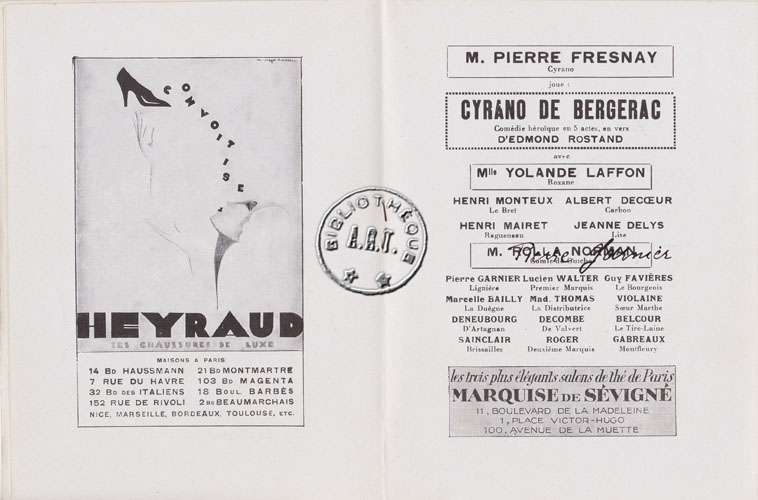 CONVOITISE
HEYRAUD
SES CHAUSSURES DE LUXE
MAISONS A PARIS
14 BD HAUSSMANN 21 BD MONTMARTRE
7 RUE DU HAVRE 103 BD MAGENTA
32 BD DES ITALIENS 18 BOUL. BARBÈS
152 RUE DE RIVOLI 2 BD BEAUMARCHAIS
NICE, MARSEILLE, BORDEAUX, TOULOUSE, ETC.
BIBLIOTHÈQUE
A.R.T.
M. PIERRE FRESNAY
Cyrano
joue :
CYRANO DE BERGERAC
Comédie héroïque en 5 actes, en vers
D'EDMOND ROSTAND
avec
Mlle YOLANDE LAFFON
Roxane
HENRI MONTEUX ALBERT DECŒUR
Le Bret Carbon
HENRI MAIRET JEANNE DELYS
Ragueneau Lise
M. ROLLA NORMAN
Comte de Guiche
Pierre Garnier
Pierre GARNIER Lucien WALTER Guy FAVIÈRES
Lignière Premier Marquis Le Bourgeois
Marcelle BAILLY Mad. THOMAS VIOLAINE
La Duègne La Distributrice Sœur Marthe
DENEUBOURG DECOMBE BELCOUR
D'Artagnan De Valvert Le Tire-Laine
SAINCLAIR ROGER GABREAUX
Brissailles Deuxième Marquis Montfleury
les trois plus élégants salons de thé de Paris
MARQUISE DE SÉVIGNÉ
11, BOULEVARD DE LA MADELEINE
1, PLACE VICTOR-HUGO
100, AVENUE DE LA MUETTE